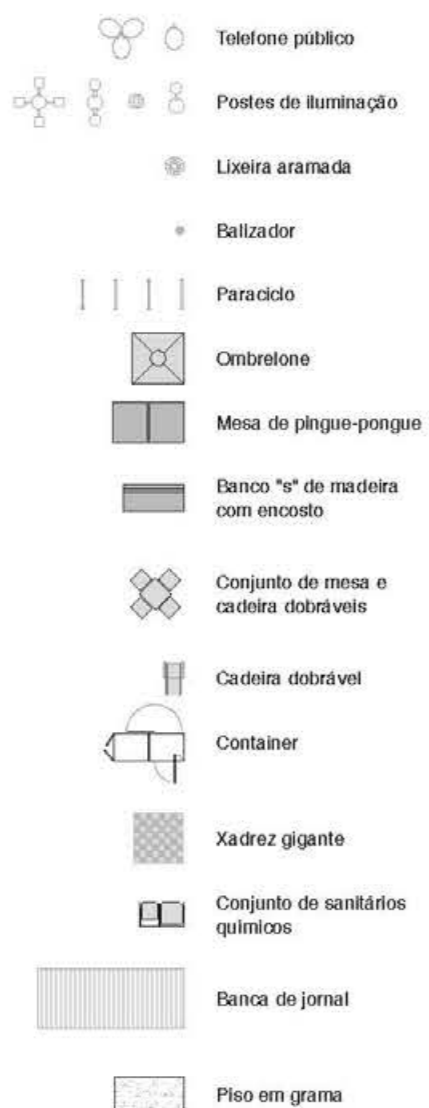 Telefone público
Postes de iluminação
Lixeira aramada
Balizador
Paraciclo
Ombrelone
Mesa de pingue-pongue
Banco "s" de madeira
com encosto
Conjunto de mesa e
cadeira dobráveis
Cadeira dobrável
Container
Xadrez gigante
Conjunto de sanitários
químicos
Banca de jornal
Piso em grama